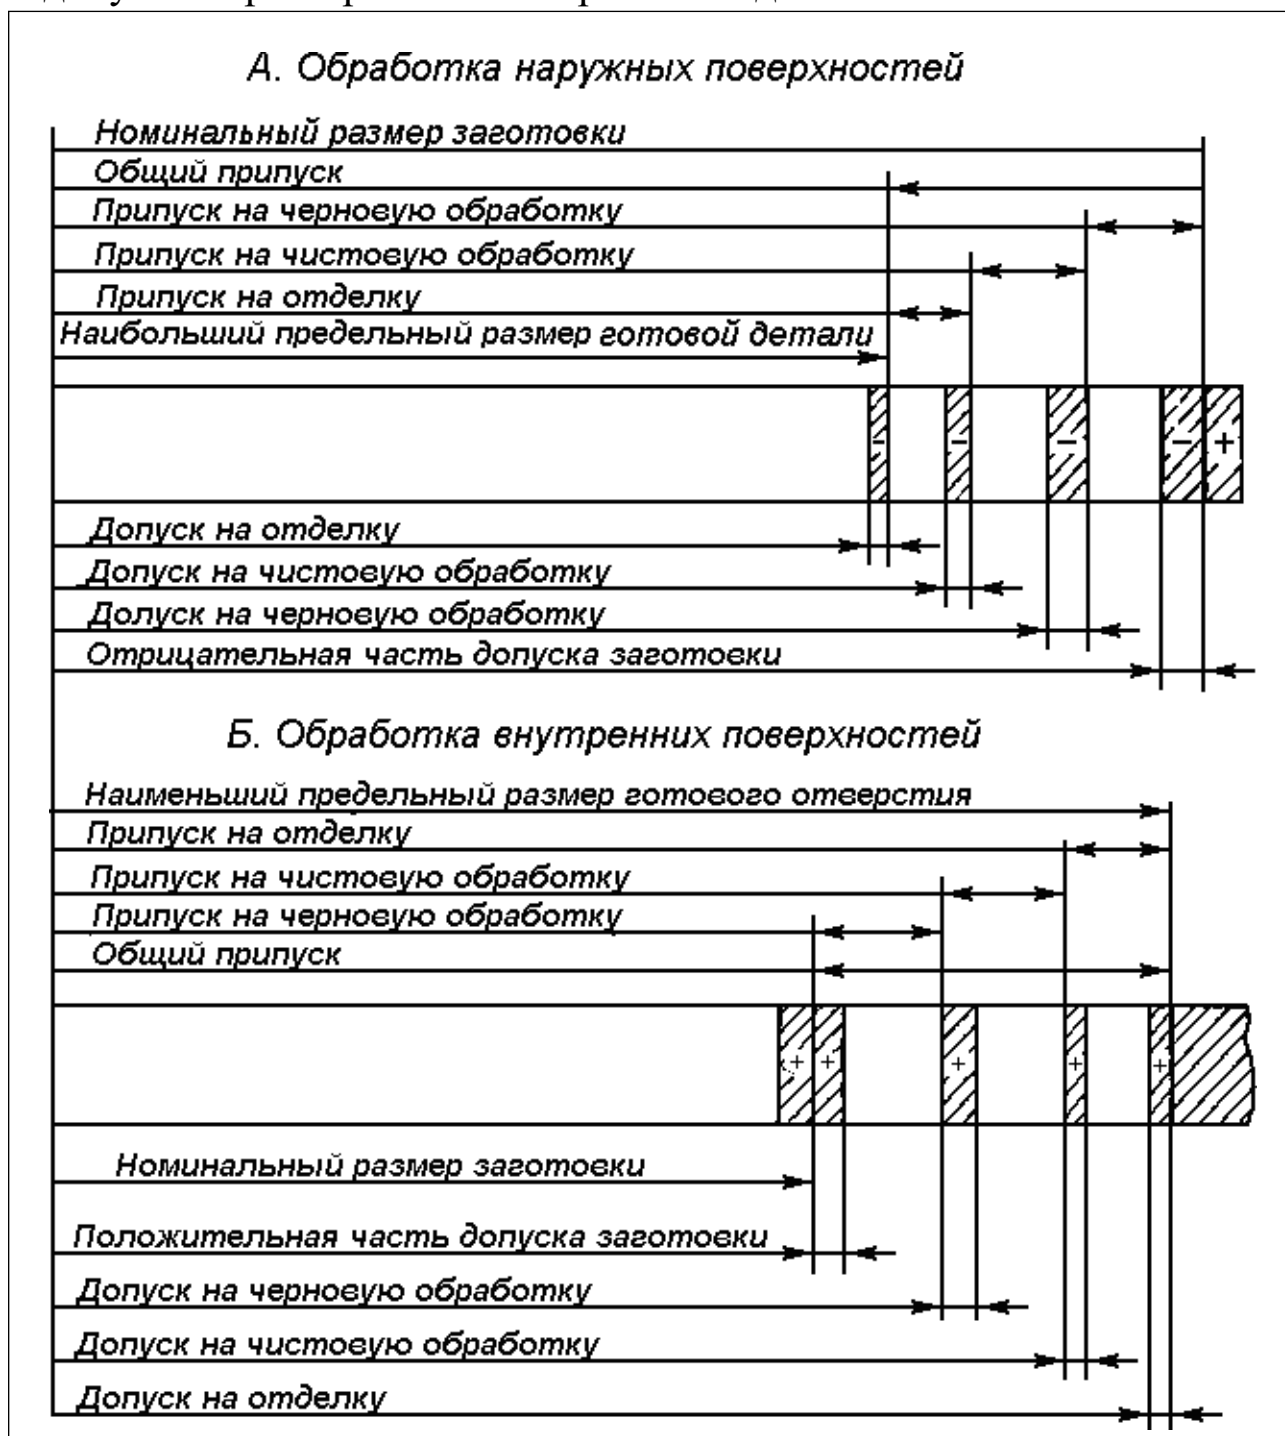 А. Обработка наружных поверхностей
Номинальный размер заготовки
Общий припуск
Припуск на черновую обработку
Припуск на чистовую обработку
Припуск на отделку
Наибольший предельный размер готовой детали
- - - - +
Допуск на отделку
Допуск на чистовую обработку
Долуск на черновую обработку
Отрицательная часть допуска заготовки
Б. Обработка внутренних поверхностей
Наименьший предельный размер готового отверстия
Припуск на отделку
Припуск на чистовую обработку
Припуск на черновую обработку
Общий припуск
+ + + + +
Номинальный размер заготовки
Положительная часть допуска заготовки
Допуск на черновую обработку
Допуск на чистовую обработку
Допуск на отделку